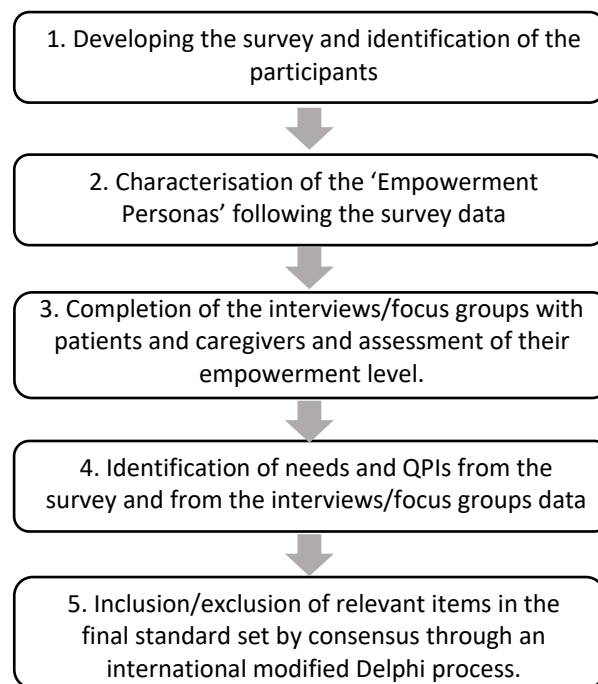 1. Developing the survey and identification of the
participants
2. Characterisation of the ‘Empowerment
Personas’ following the survey data
3. Completion of the interviews/focus groups with
patients and caregivers and assessment of their
empowerment level.
4. Identification of needs and QPIs from the
survey and from the interviews/focus groups data
5. Inclusion/exclusion of relevant items in the
final standard set by consensus through an
international modified Delphi process.